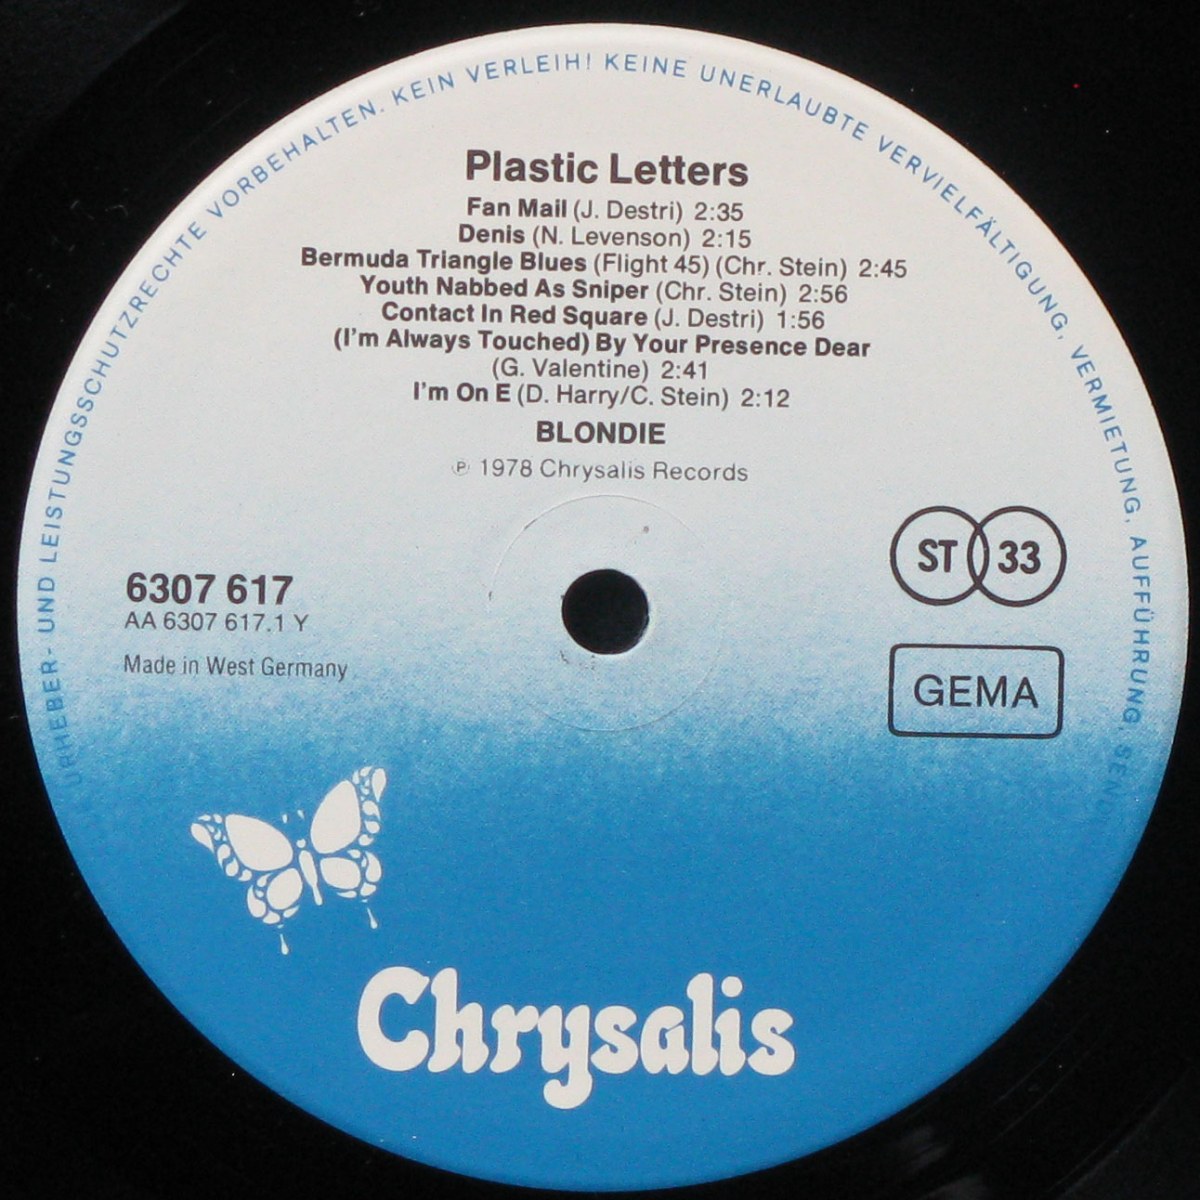 URHEBER- UND LEISTUNGSSCHUTZRECHTE VORBEHALTEN. KEIN VERLEIH! KEINE UNERLAUBTE VERVIELFÄLTIGUNG, VERMIETUNG, AUFFÜHRUNG,
Plastic Letters
Fan Mail (J. Destri) 2:35
Denis (N. Levenson) 2:15
Bermuda Triangle Blues (Flight 45) (Chr. Stein) 2:45
Youth Nabbed As Sniper (Chr. Stein) 2:56
Contact In Red Square (J. Destri) 1:56
(I'm Always Touched) By Your Presence Dear
(G. Valentine) 2:41
I'm On E (D. Harry/C. Stein) 2:12
BLONDIE
℗ 1978 Chrysalis Records
ST 33
6307 617
AA 6307 617.1 Y
Made in West Germany
GEMA
Chrysalis